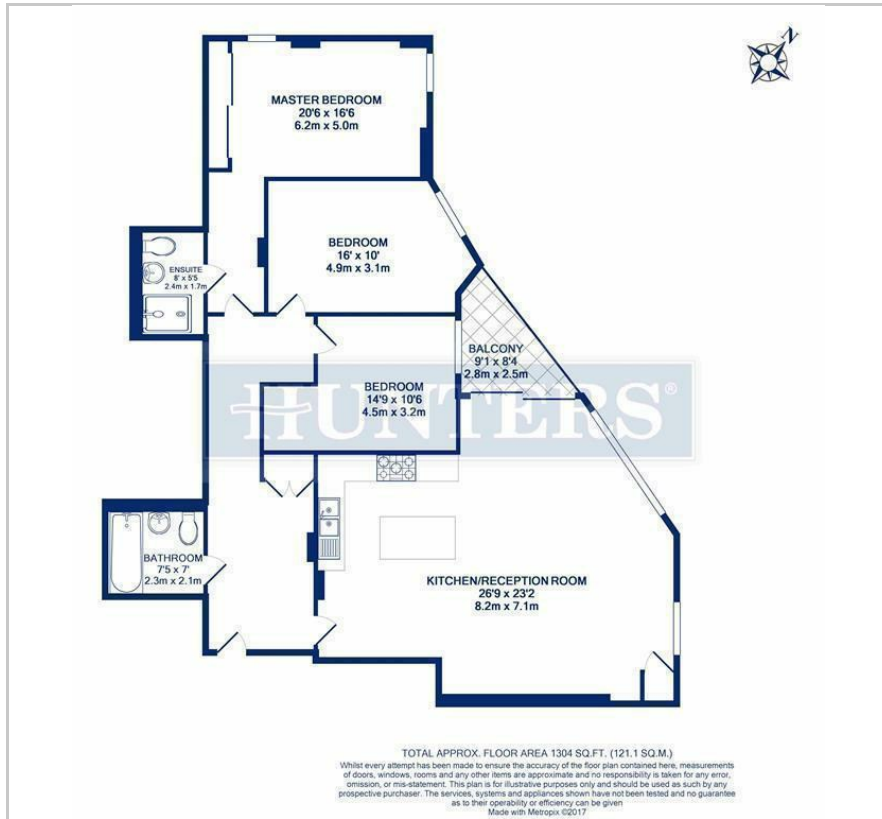 N
MASTER BEDROOM
20'6 x 16'6
6.2m x 5.0m
BEDROOM
16' x 10'
4.9m x 3.1m
ENSUITE
8' x 5'5
2.4m x 1.7m
BALCONY
9'1 x 8'4
2.8m x 2.5m
BEDROOM
14'9 x 10'6
4.5m x 3.2m
HUNTERS®
BATHROOM
7'5 x 7'
2.3m x 2.1m
KITCHEN/RECEPTION ROOM
26'9 x 23'2
8.2m x 7.1m
TOTAL APPROX. FLOOR AREA 1304 SQ.FT. (121.1 SQ.M.)
Whilst every attempt has been made to ensure the accuracy of the floor plan contained here, measurements
of doors, windows, rooms and any other items are approximate and no responsibility is taken for any error,
omission, or mis-statement. This plan is for illustrative purposes only and should be used as such by any
prospective purchaser. The services, systems and appliances shown have not been tested and no guarantee
as to their operability or efficiency can be given
Made with Metropix ©2017